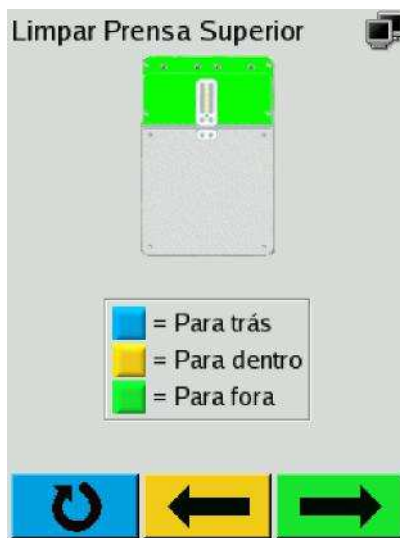 Limpar Prensa Superior
= Para trás
= Para dentro
= Para fora